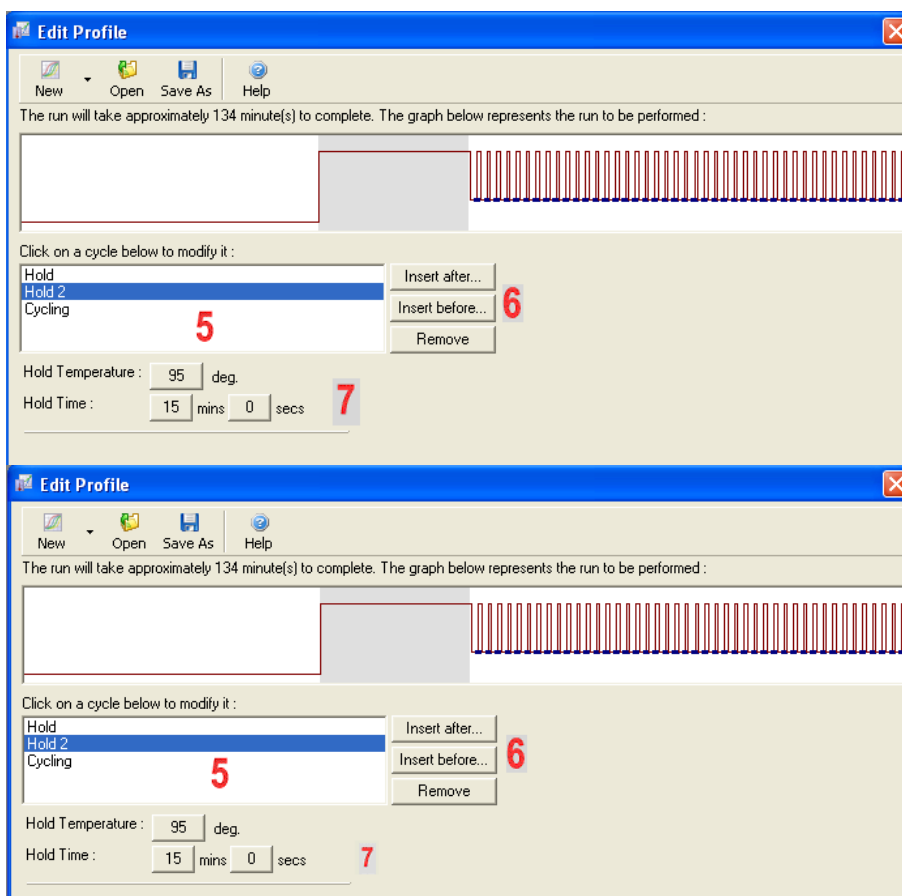 Edit Profile
New Open Save As Help
The run will take approximately 134 minute(s) to complete. The graph below represents the run to be performed :
Click on a cycle below to modify it :
Hold
Hold 2
Cycling
5
Insert after...
Insert before...
Remove
6
Hold Temperature : 95 deg.
Hold Time : 15 mins 0 secs
7
Edit Profile
New Open Save As Help
The run will take approximately 134 minute(s) to complete. The graph below represents the run to be performed :
Click on a cycle below to modify it :
Hold
Hold 2
Cycling
5
Insert after...
Insert before...
Remove
6
Hold Temperature : 95 deg.
Hold Time : 15 mins 0 secs
7